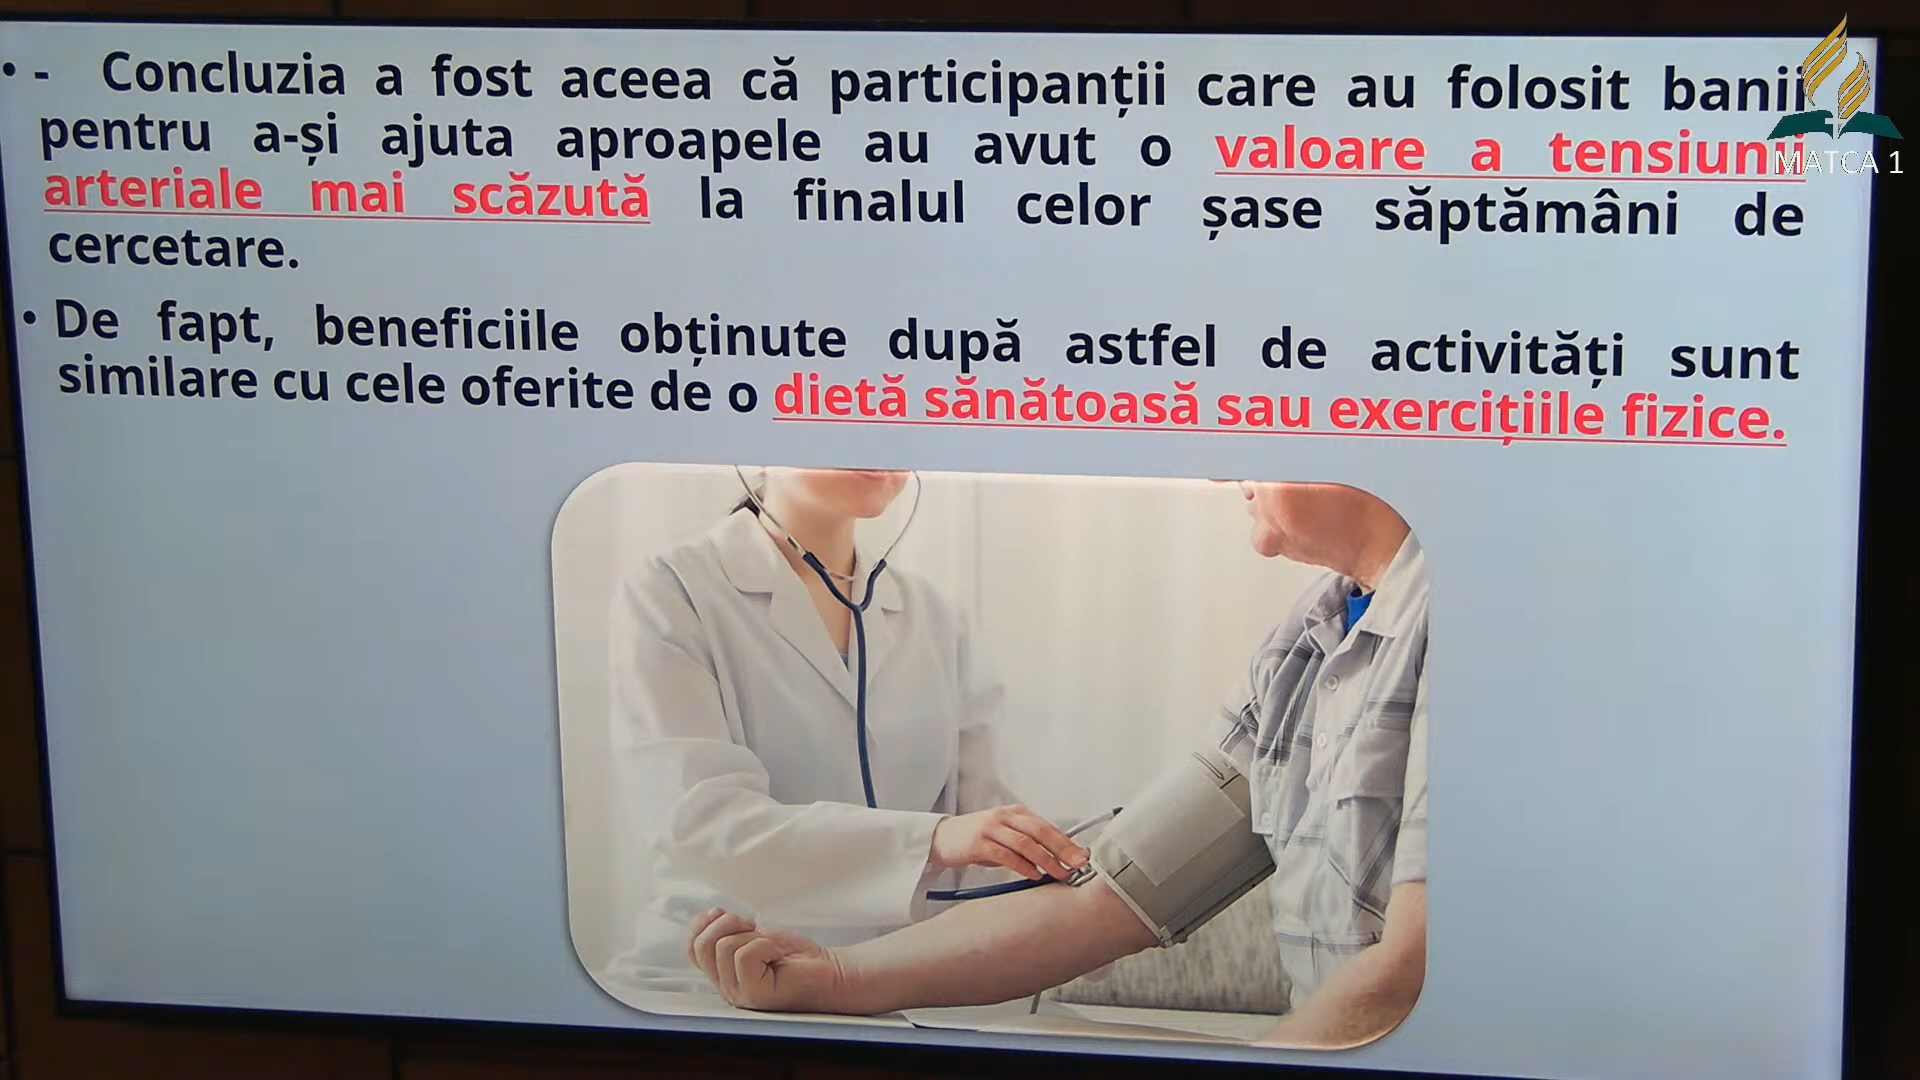 • - Concluzia a fost aceea că participanții care au folosit banii
pentru a-și ajuta aproapele au avut o valoare a tensiunii
arteriale mai scăzută la finalul celor șase săptămâni de
cercetare.
• De fapt, beneficiile obținute după astfel de activități sunt
similare cu cele oferite de o dietă sănătoasă sau exercițiile fizice.
MATCA 1